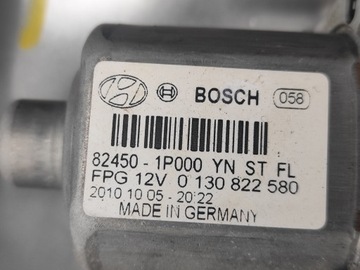 BOSCH 058
82450 - 1P000 YN ST FL
FPG 12V 0 130 822 580
2010 10 05 - 20:22
MADE IN GERMANY